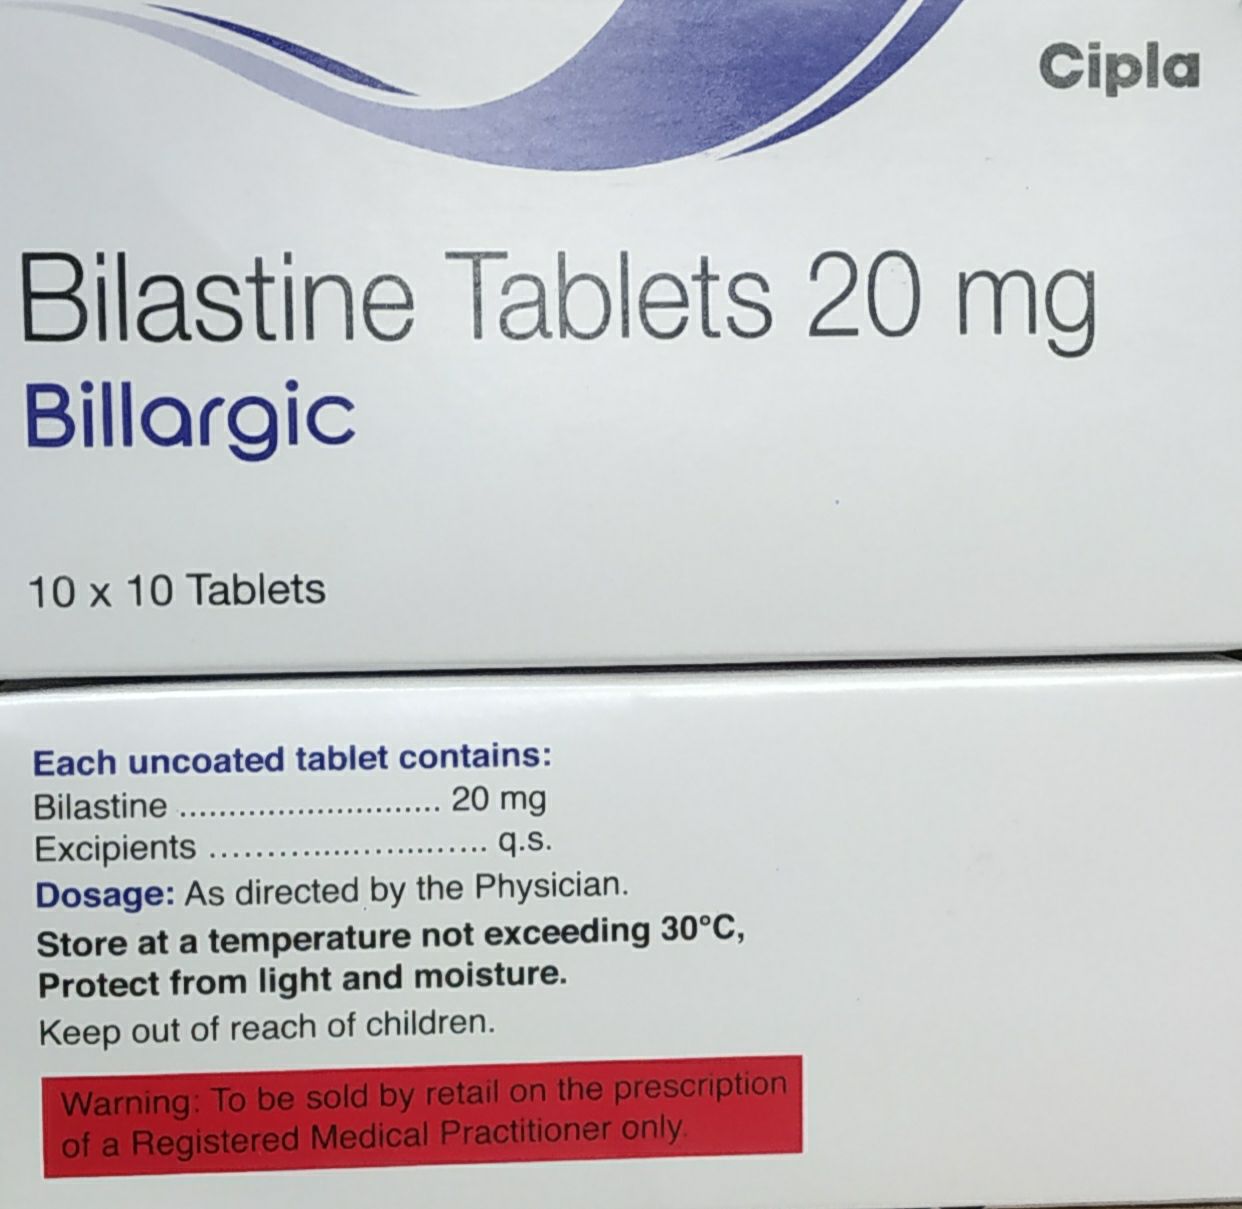 Cipla
Bilastine Tablets 20 mg
Billargic
10 x 10 Tablets
Each uncoated tablet contains:
Bilastine .......................... 20 mg
Excipients ......................... q.s.
Dosage: As directed by the Physician.
Store at a temperature not exceeding 30°C,
Protect from light and moisture.
Keep out of reach of children.
Warning: To be sold by retail on the prescription
of a Registered Medical Practitioner only.